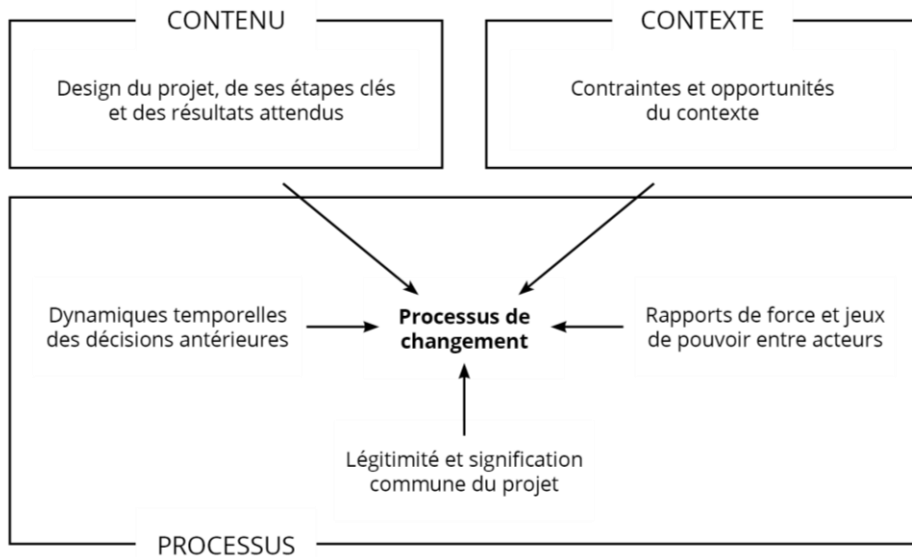 CONTENU
Design du projet, de ses étapes clés
et des résultats attendus
CONTEXTE
Contraintes et opportunités
du contexte
Dynamiques temporelles
des décisions antérieures
Processus de
changement
Rapports de force et jeux
de pouvoir entre acteurs
Légitimité et signification
commune du projet
PROCESSUS